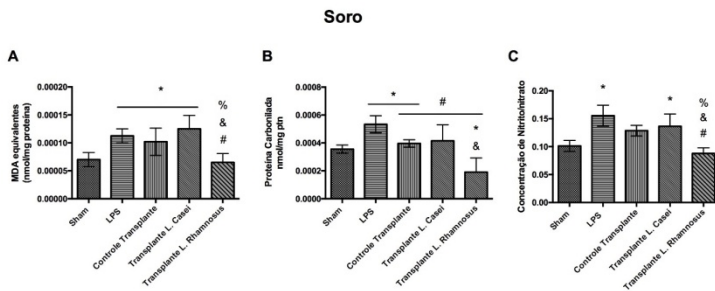 Soro
A
MDA equivalentes
(nmol/mg proteína)
0.00020
0.00015
0.00010
0.00005
0.00000
*
%
&
#
Sham
LPS
Controle Transplante
Transplante L. Casei
Transplante L. Rhamnosus
B
Proteína Carbonilada
nmol/mg ptn
0.0008
0.0006
0.0004
0.0002
0.0000
*
#
*
&
Sham
LPS
Controle Transplante
Transplante L. Casei
Transplante L. Rhamnosus
C
Concentração de Nitrito/nitrato
0.20
0.15
0.10
0.05
0.00
*
*
%
&
#
Sham
LPS
Controle Transplante
Transplante L. Casei
Transplante L. Rhamnosus